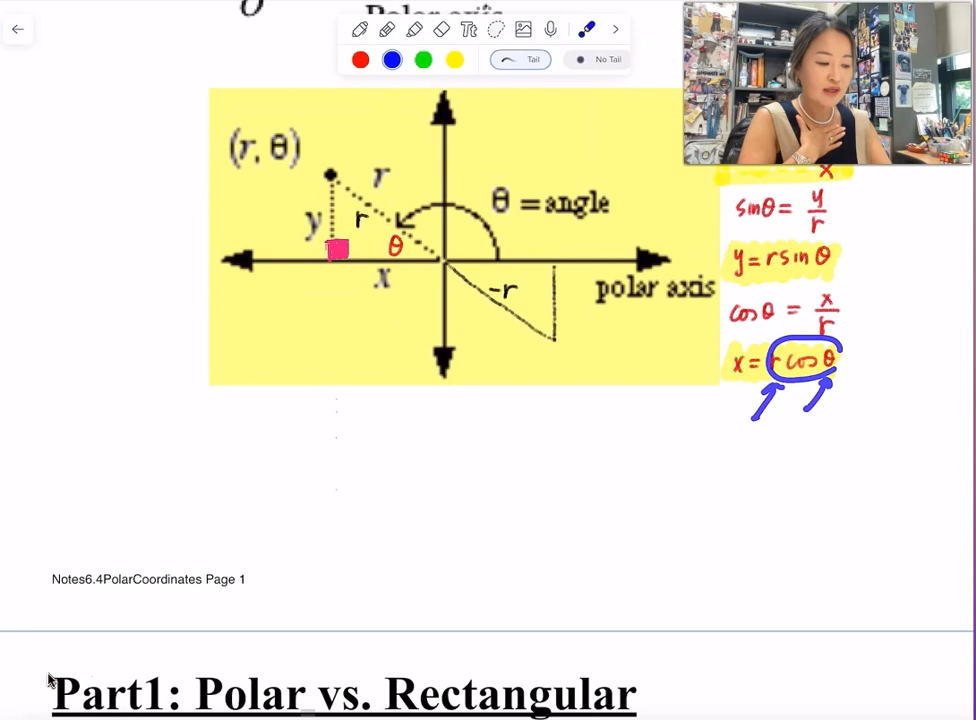 Polar axis
Tt
Tail
No Tail
(r, θ)
r
y
r
θ
θ = angle
x
-r
polar axis
x
sinθ = y/r
y = r sin θ
cosθ = x/r
x = r cos θ
Notes6.4PolarCoordinates Page 1
Part1: Polar vs. Rectangular